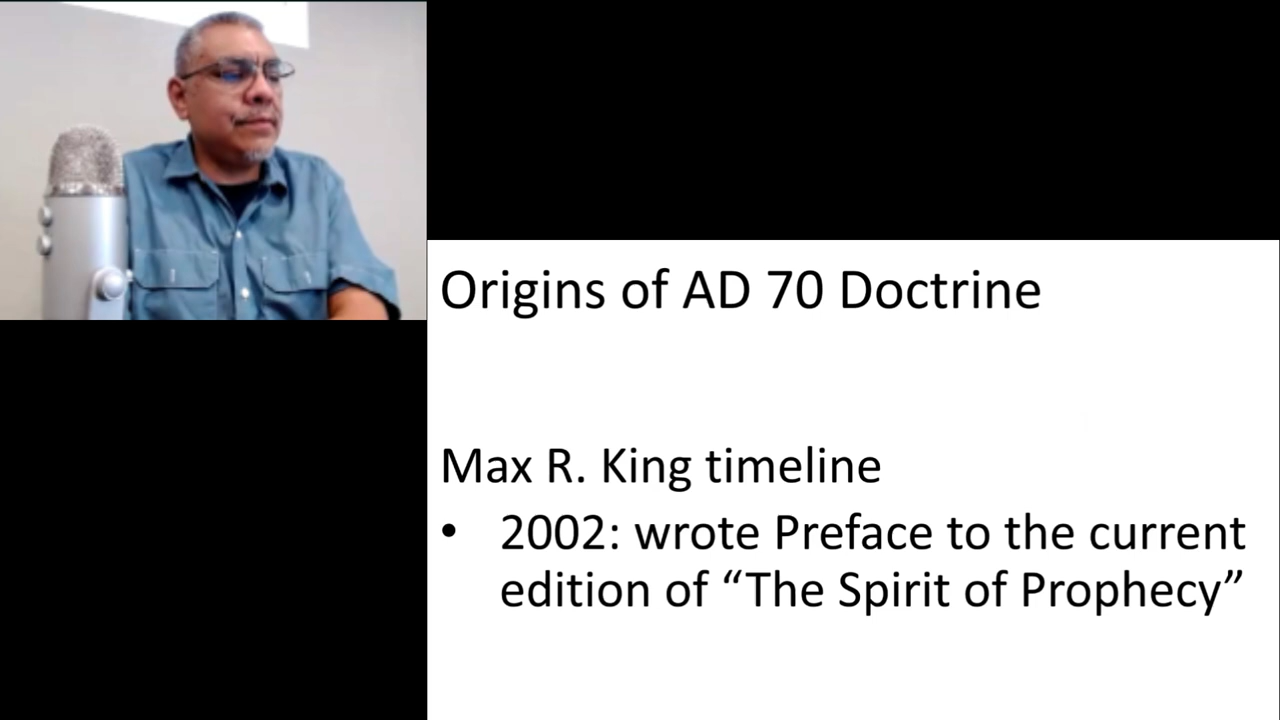 Origins of AD 70 Doctrine
Max R. King timeline
• 2002: wrote Preface to the current
edition of “The Spirit of Prophecy”